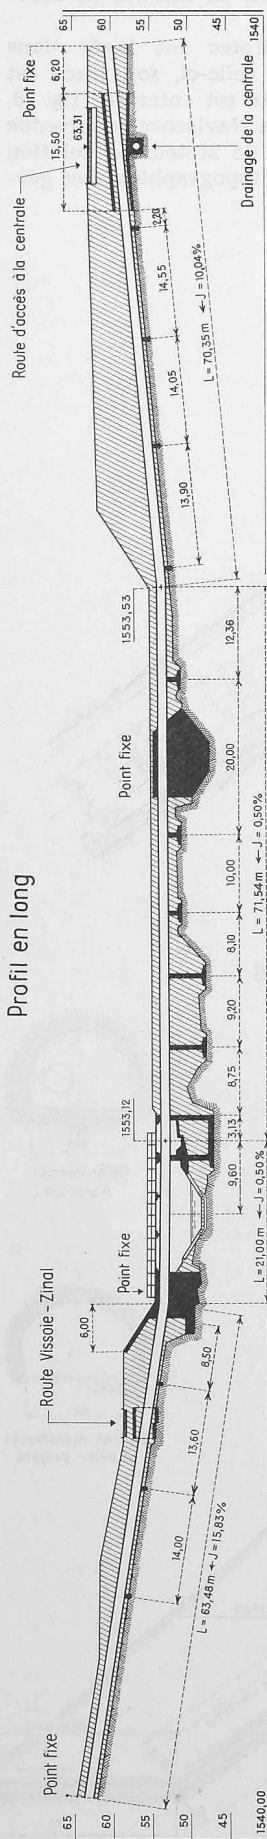 Profil en long
65
60
55
50
45
1540,00
Point fixe
Route Vissoie – Zinal
6,00
Point fixe
1553,12
Point fixe
1553,53
Route d'accès à la centrale
15,50
6,20
63,31
Point fixe
65
60
55
50
45
1540
14,00
13,60
8,50
L = 63,48 m ← J = 15,83%
9,60
3,13
8,75
9,20
8,10
10,00
20,00
12,36
L = 21,00 m ← J = 0,50%
L = 71,54 m ← J = 0,50%
13,90
14,05
14,55
2,20
L = 70,35 m ← J = 10,04%
Drainage de la centrale